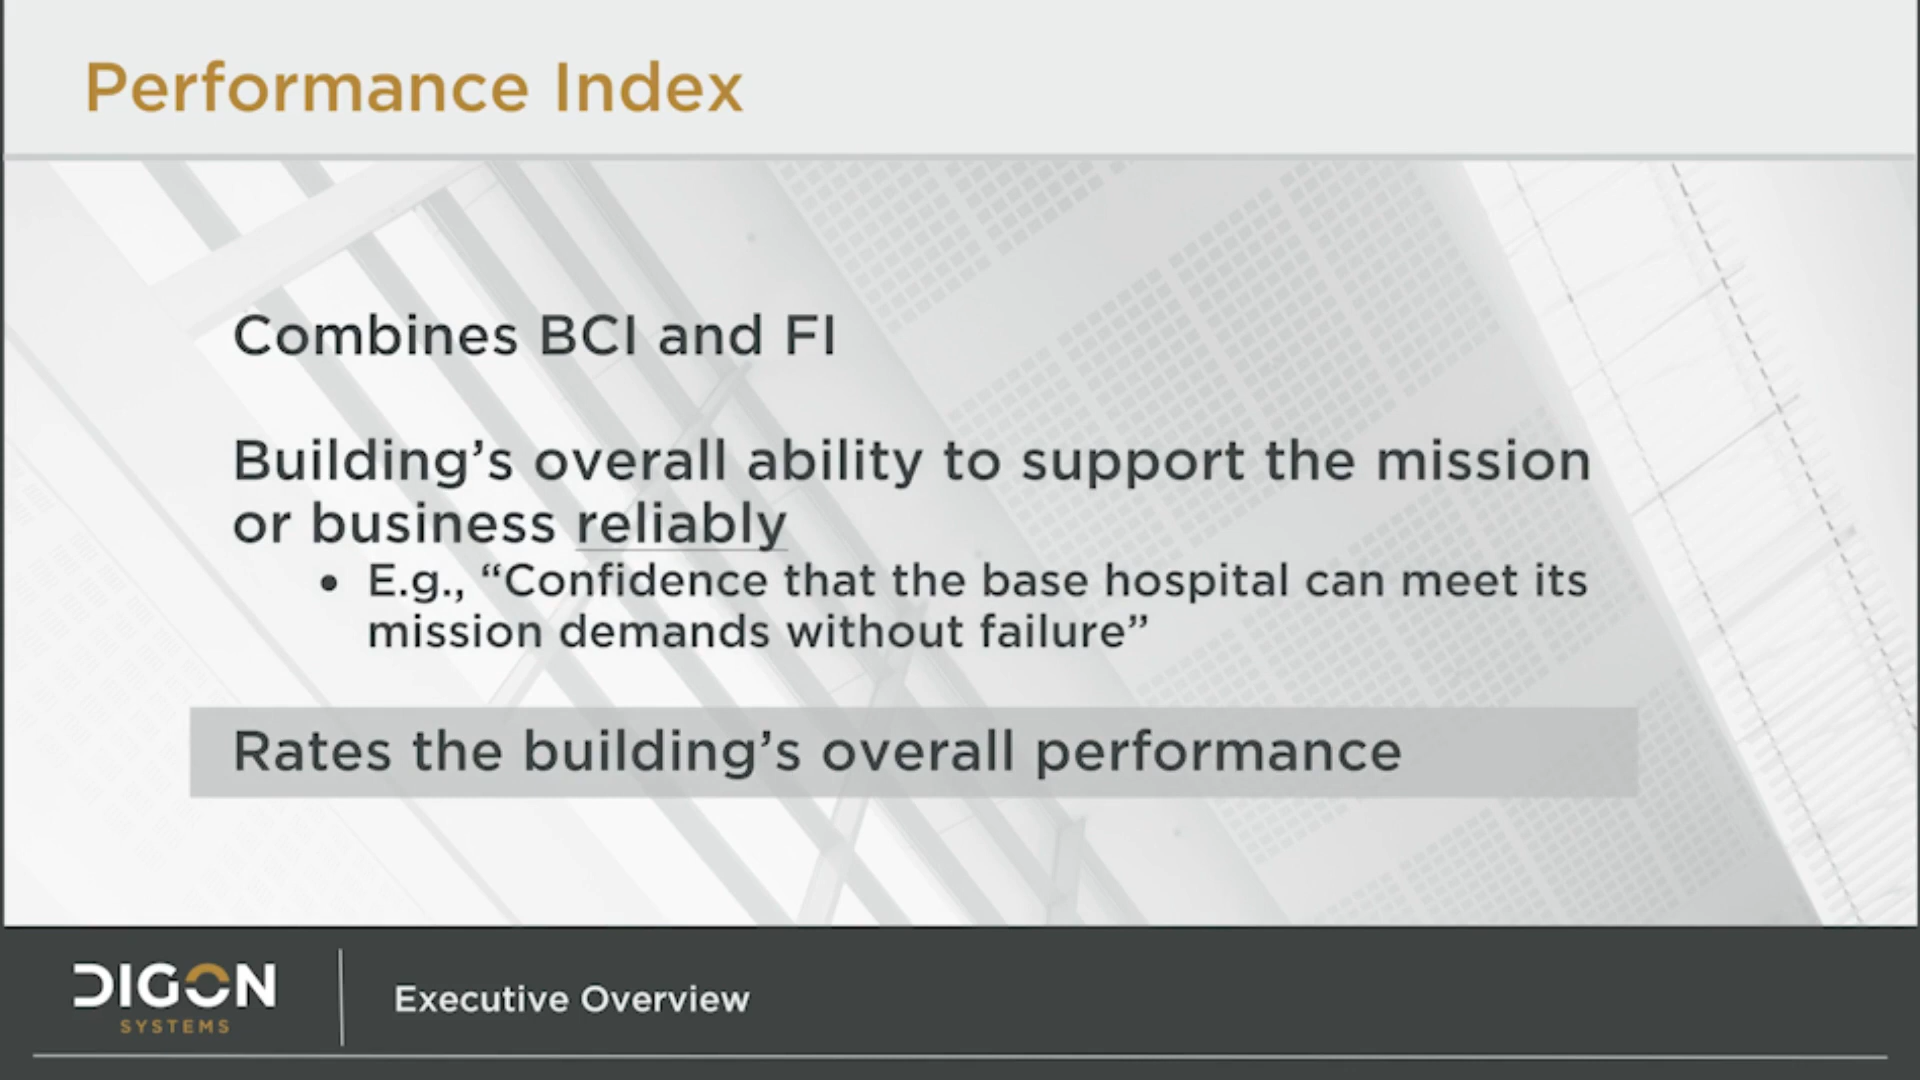 Performance Index
Combines BCI and FI
Building’s overall ability to support the mission
or business reliably
• E.g., “Confidence that the base hospital can meet its
mission demands without failure”
Rates the building’s overall performance
DIGON
SYSTEMS
Executive Overview